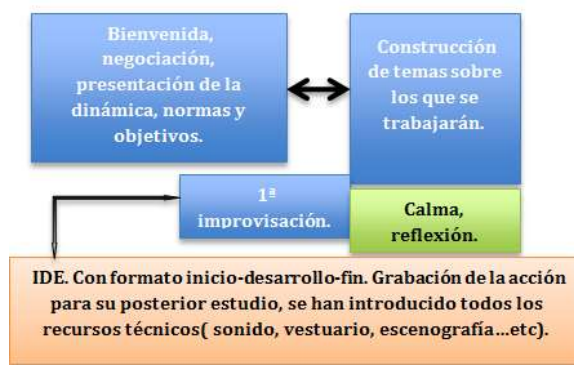 Bienvenida,
negociación,
presentación de la
dinámica, normas y
objetivos.
Construcción
de temas sobre
los que se
trabajarán.
1ª
improvisación.
Calma,
reflexión.
IDE. Con formato inicio-desarrollo-fin. Grabación de la acción
para su posterior estudio, se han introducido todos los
recursos técnicos( sonido, vestuario, escenografía...etc).